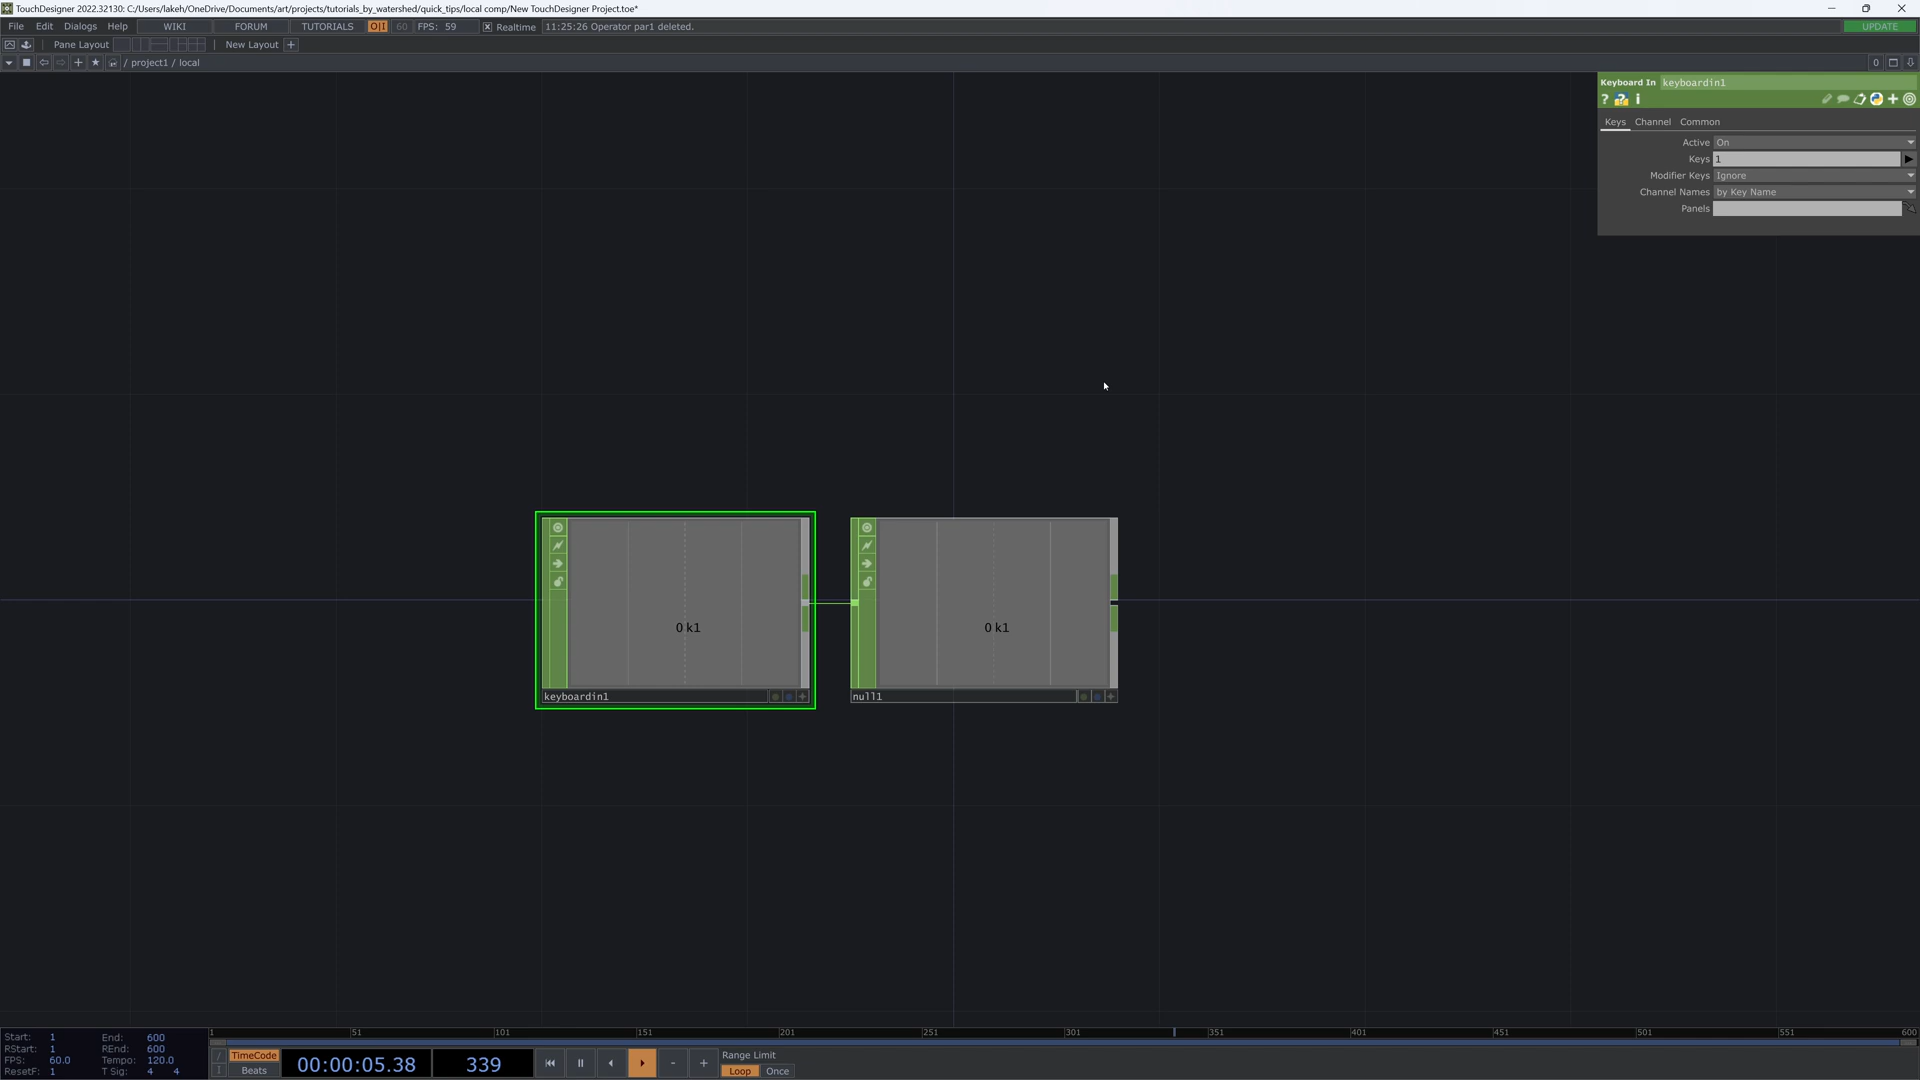 TouchDesigner 2022.32130: C:/Users/lakeh/OneDrive/Documents/art/projects/tutorials_by_watershed/quick_tips/local comp/New TouchDesigner Project.toe*
File Edit Dialogs Help WIKI FORUM TUTORIALS O|I 60 FPS: 59 Realtime 11:25:26 Operator par1 deleted. UPDATE
Pane Layout New Layout +
/ project1 / local 0
Keyboard In keyboardin1
? ? i
Keys Channel Common
Active On
Keys 1
Modifier Keys Ignore
Channel Names by Key Name
Panels
0 k1 0 k1
keyboardin1 null1
1 51 101 151 201 251 301 351 401 451 501 551 600
Start: 1 End: 600
RStart: 1 REnd: 600
FPS: 60.0 Tempo: 120.0
ResetF: 1 T Sig: 4 4
/ TimeCode
I Beats
00:00:05.38 339 - +
Range Limit
Loop Once